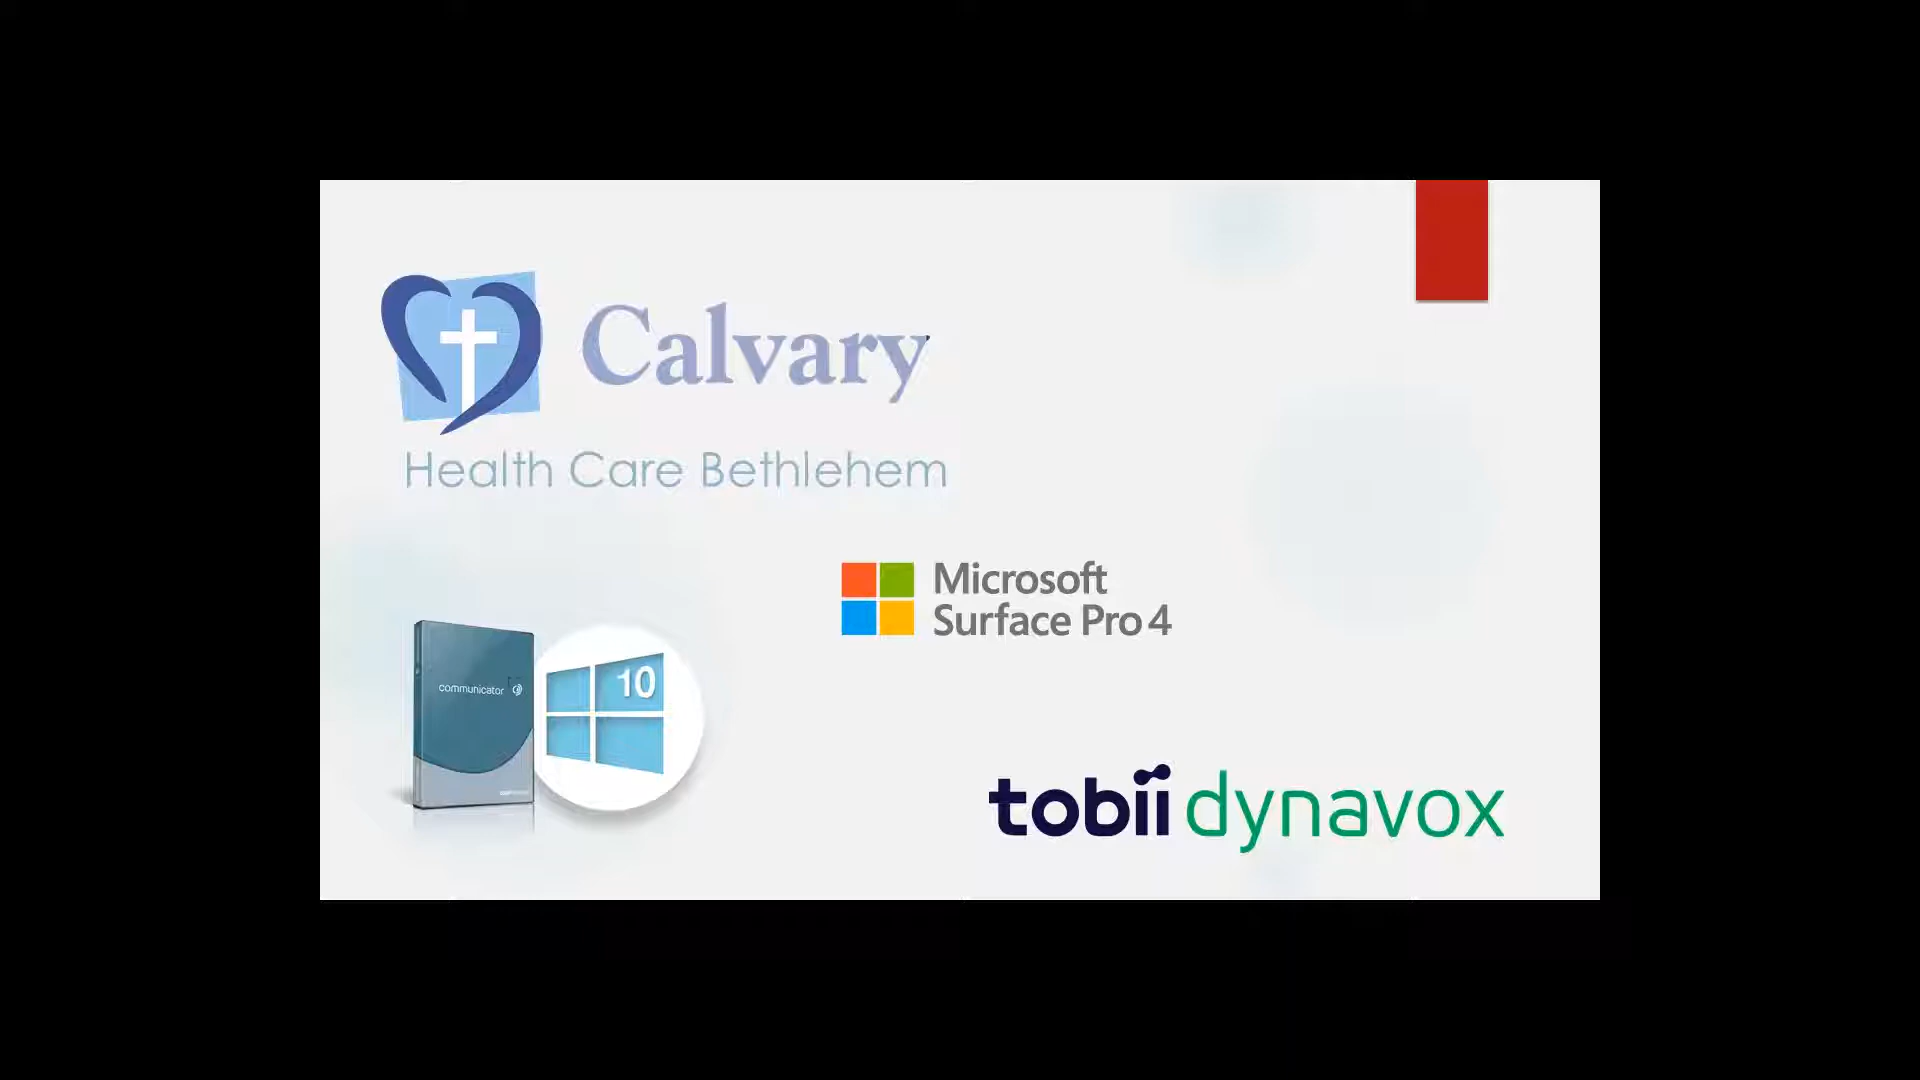 Calvary
Health Care Bethlehem
Microsoft
Surface Pro 4
communicator
10
tobii dynavox